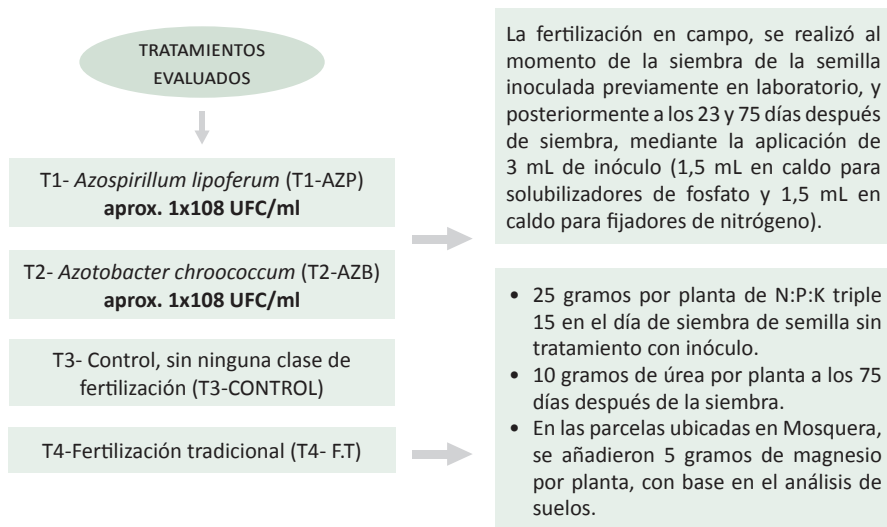 TRATAMIENTOS
EVALUADOS
T1- Azospirillum lipoferum (T1-AZP)
aprox. 1x108 UFC/ml
T2- Azotobacter chroococcum (T2-AZB)
aprox. 1x108 UFC/ml
T3- Control, sin ninguna clase de
fertilización (T3-CONTROL)
T4-Fertilización tradicional (T4- F.T)
La fertilización en campo, se realizó al
momento de la siembra de la semilla
inoculada previamente en laboratorio, y
posteriormente a los 23 y 75 días después
de siembra, mediante la aplicación de
3 mL de inóculo (1,5 mL en caldo para
solubilizadores de fosfato y 1,5 mL en
caldo para fijadores de nitrógeno).
• 25 gramos por planta de N:P:K triple
15 en el día de siembra de semilla sin
tratamiento con inóculo.
• 10 gramos de úrea por planta a los 75
días después de la siembra.
• En las parcelas ubicadas en Mosquera,
se añadieron 5 gramos de magnesio
por planta, con base en el análisis de
suelos.